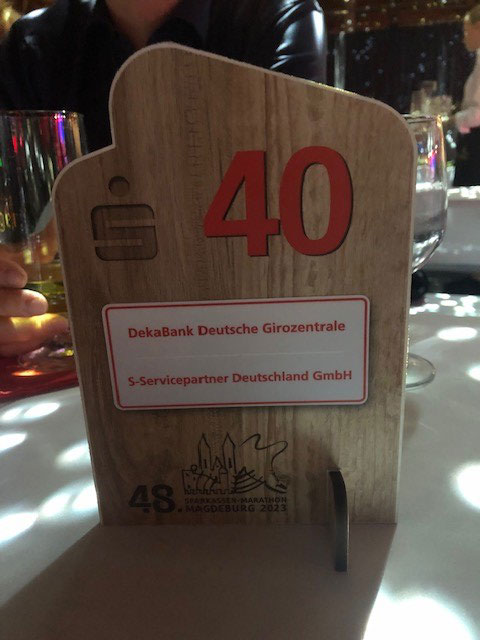 40
DekaBank Deutsche Girozentrale
S-Servicepartner Deutschland GmbH
48. SPARKASSEN-MARATHON
MAGDEBURG 2023